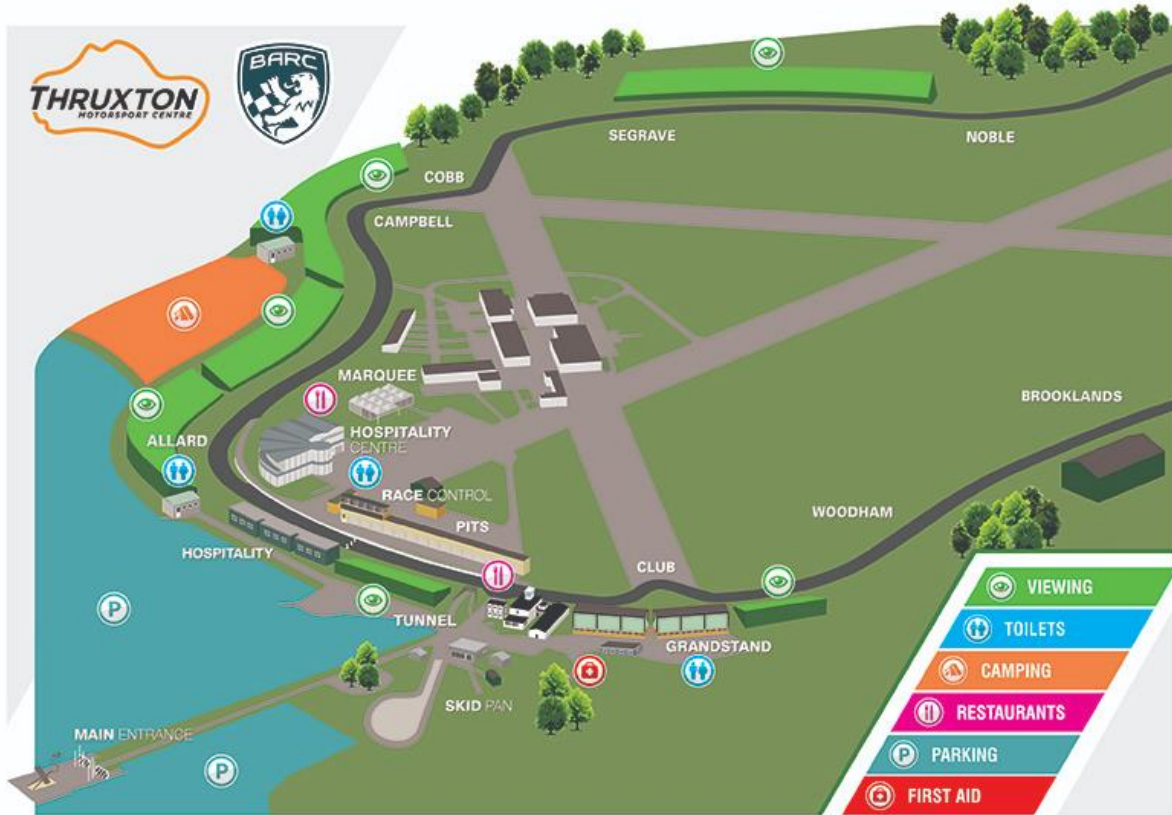 THRUXTON
MOTORSPORT CENTRE
BARC
SEGRAVE
NOBLE
COBB
CAMPBELL
MARQUEE
BROOKLANDS
ALLARD
HOSPITALITY
CENTRE
RACE CONTROL
PITS
WOODHAM
HOSPITALITY
CLUB
TUNNEL
GRANDSTAND
SKID PAN
MAIN ENTRANCE
P
P
VIEWING
TOILETS
CAMPING
RESTAURANTS
P PARKING
FIRST AID